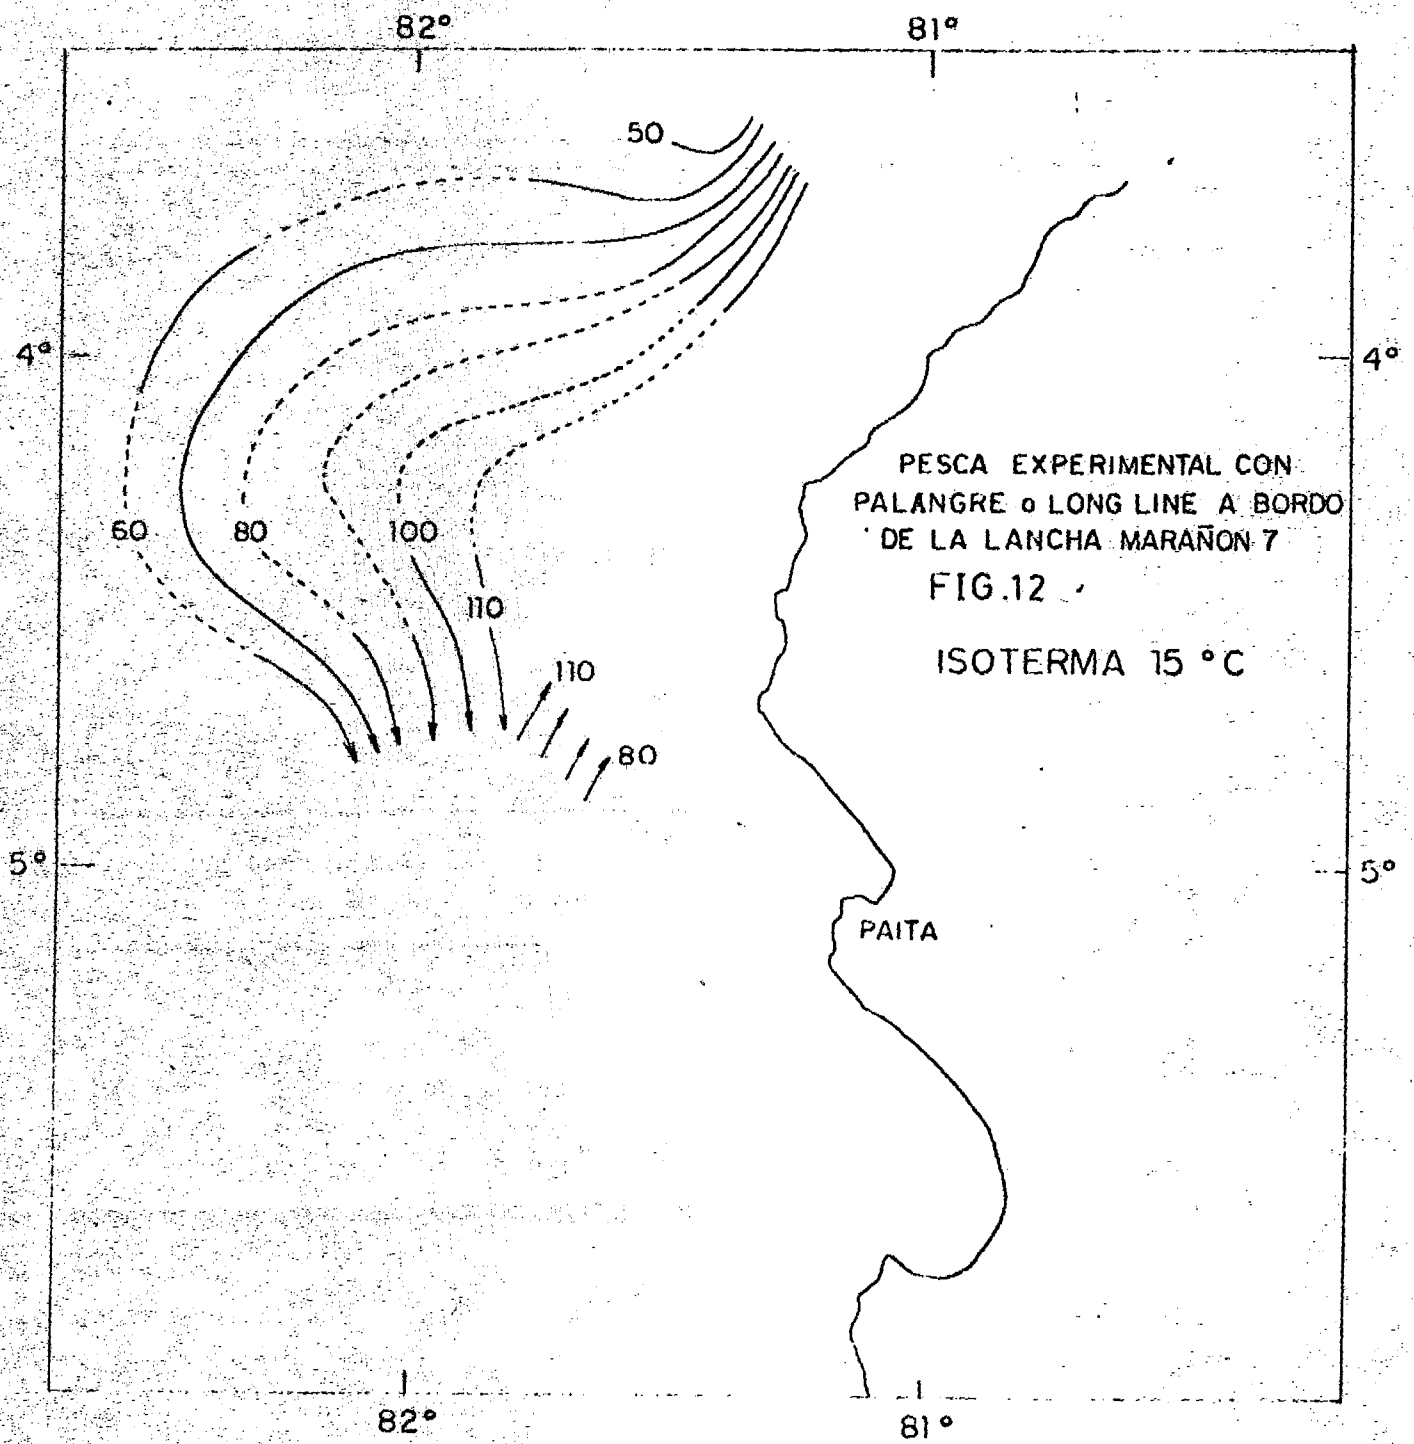 82° 81°
50
4° 4°
PESCA EXPERIMENTAL CON
PALANGRE o LONG LINE A BORDO
DE LA LANCHA MARAÑON 7
FIG.12
ISOTERMA 15 °C
60 80 100
110
110
80
5° 5°
PAITA
82° 81°